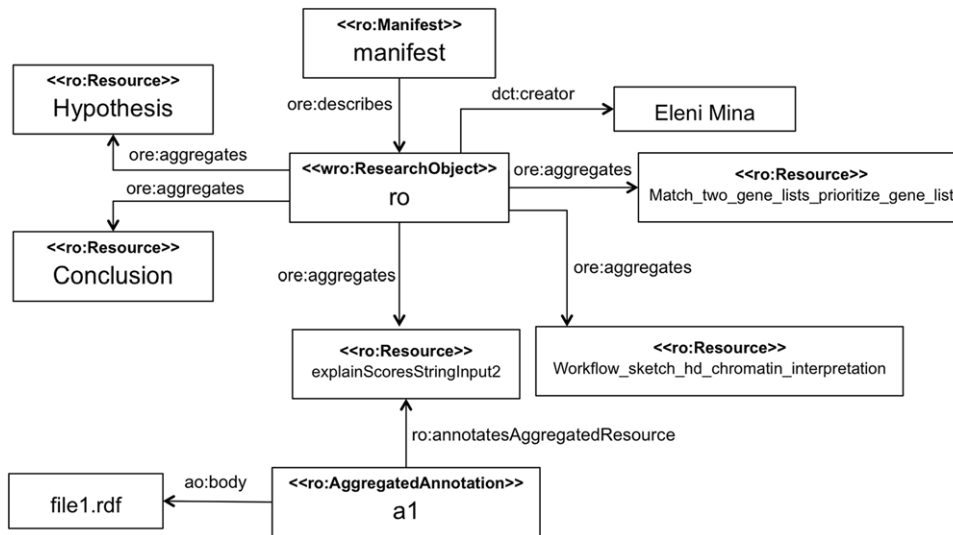 <<ro:Manifest>>
manifest
<<ro:Resource>>
Hypothesis
ore:describes
dct:creator
Eleni Mina
ore:aggregates
<<wro:ResearchObject>>
ro
ore:aggregates
<<ro:Resource>>
Match_two_gene_lists_prioritize_gene_list
ore:aggregates
<<ro:Resource>>
Conclusion
ore:aggregates
ore:aggregates
<<ro:Resource>>
explainScoresStringInput2
<<ro:Resource>>
Workflow_sketch_hd_chromatin_interpretation
ro:annotatesAggregatedResource
ao:body
file1.rdf
<<ro:AggregatedAnnotation>>
a1